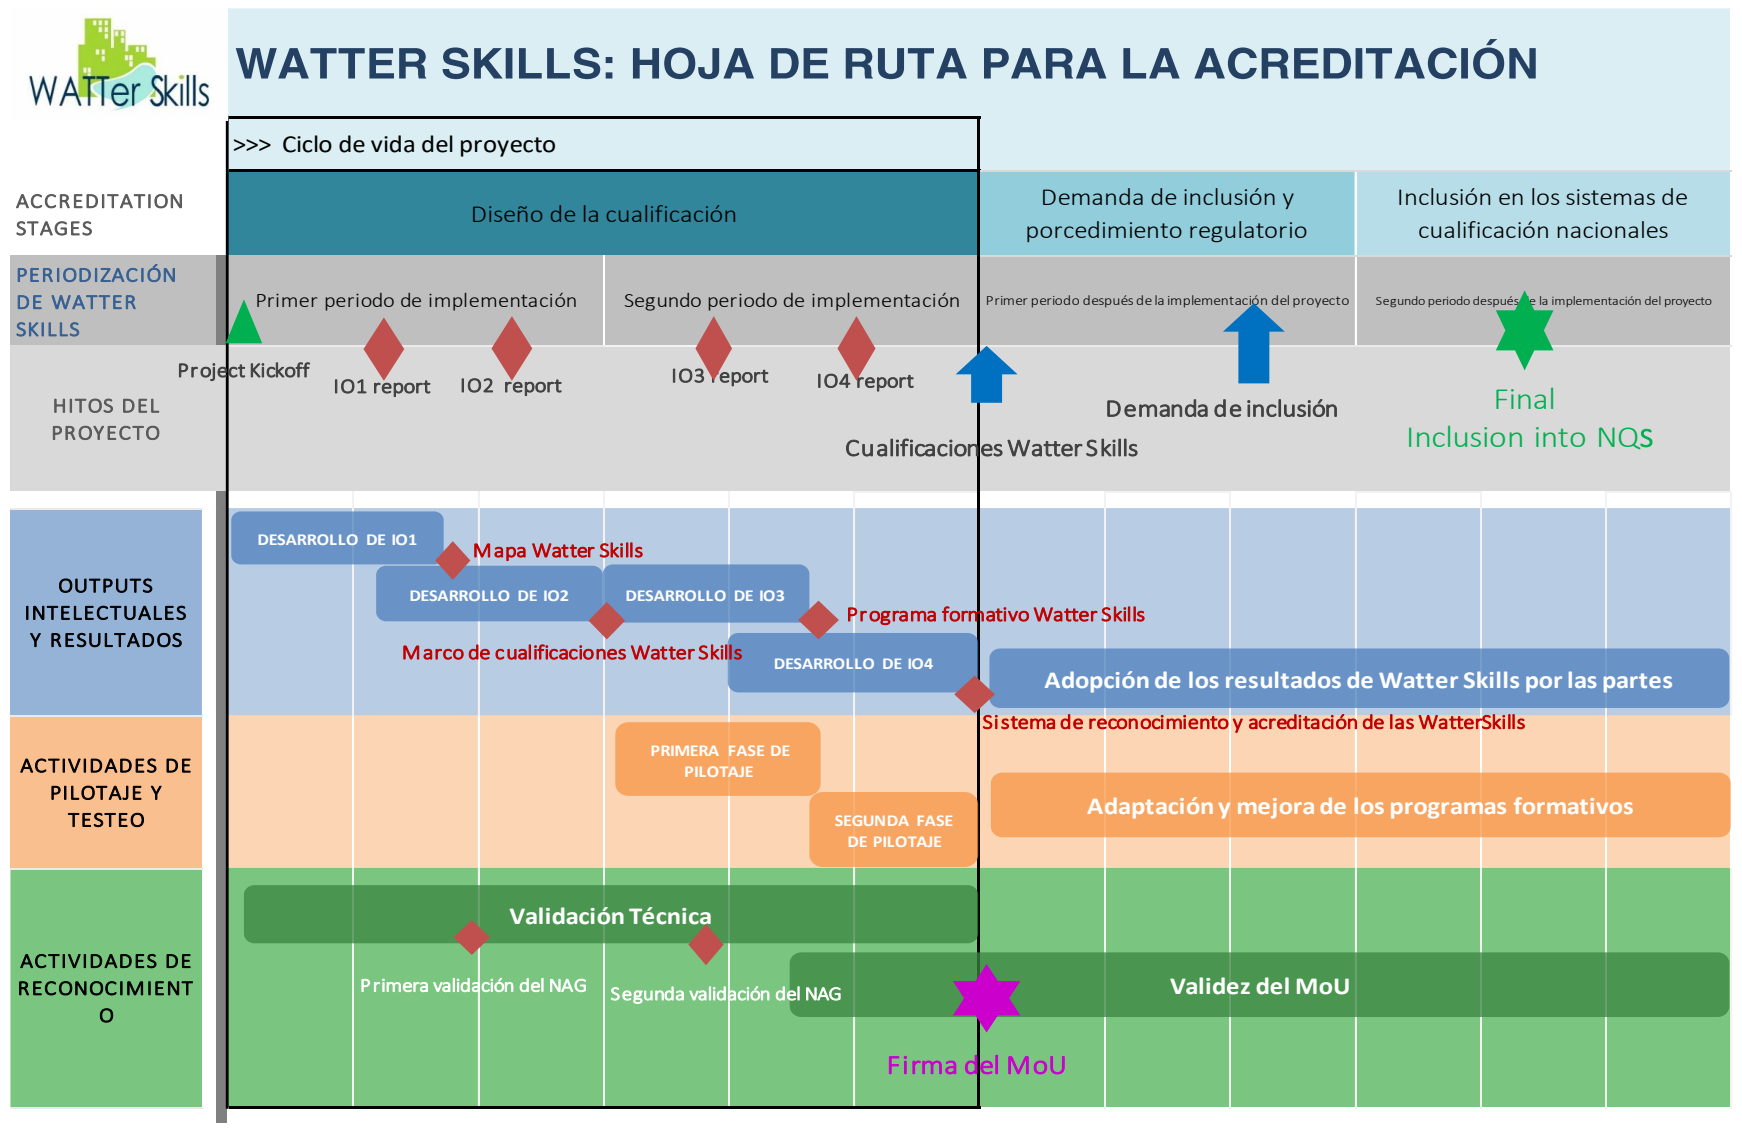 WATTer Skills
WATTER SKILLS: HOJA DE RUTA PARA LA ACREDITACIÓN
>>> Ciclo de vida del proyecto
ACCREDITATION
STAGES
Diseño de la cualificación
Demanda de inclusión y
porcedimiento regulatorio
Inclusión en los sistemas de
cualificación nacionales
PERIODIZACIÓN
DE WATTER
SKILLS
Primer periodo de implementación
Segundo periodo de implementación
Primer periodo después de la implementación del proyecto
Segundo periodo después de la implementación del proyecto
HITOS DEL
PROYECTO
Project Kickoff
IO1 report
IO2 report
IO3 report
IO4 report
Cualificaciones Watter Skills
Demanda de inclusión
Final
Inclusion into NQS
OUTPUTS
INTELECTUALES
Y RESULTADOS
DESARROLLO DE IO1
Mapa Watter Skills
DESARROLLO DE IO2
DESARROLLO DE IO3
Programa formativo Watter Skills
Marco de cualificaciones Watter Skills
DESARROLLO DE IO4
Adopción de los resultados de Watter Skills por las partes
Sistema de reconocimiento y acreditación de las WatterSkills
ACTIVIDADES DE
PILOTAJE Y
TESTEO
PRIMERA FASE DE
PILOTAJE
SEGUNDA FASE
DE PILOTAJE
Adaptación y mejora de los programas formativos
ACTIVIDADES DE
RECONOCIMIENT
O
Validación Técnica
Primera validación del NAG
Segunda validación del NAG
Validez del MoU
Firma del MoU